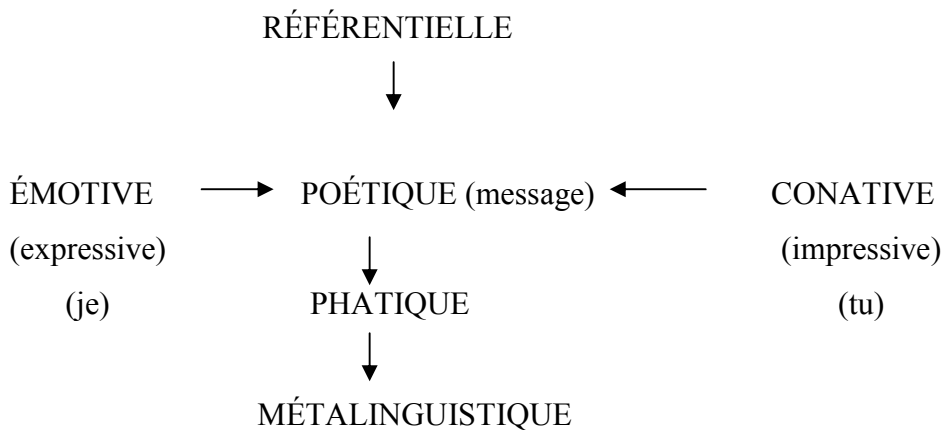 RÉFÉRENTIELLE
ÉMOTIVE POÉTIQUE (message) CONATIVE
(expressive) (impressive)
(je) PHATIQUE (tu)
MÉTALINGUISTIQUE